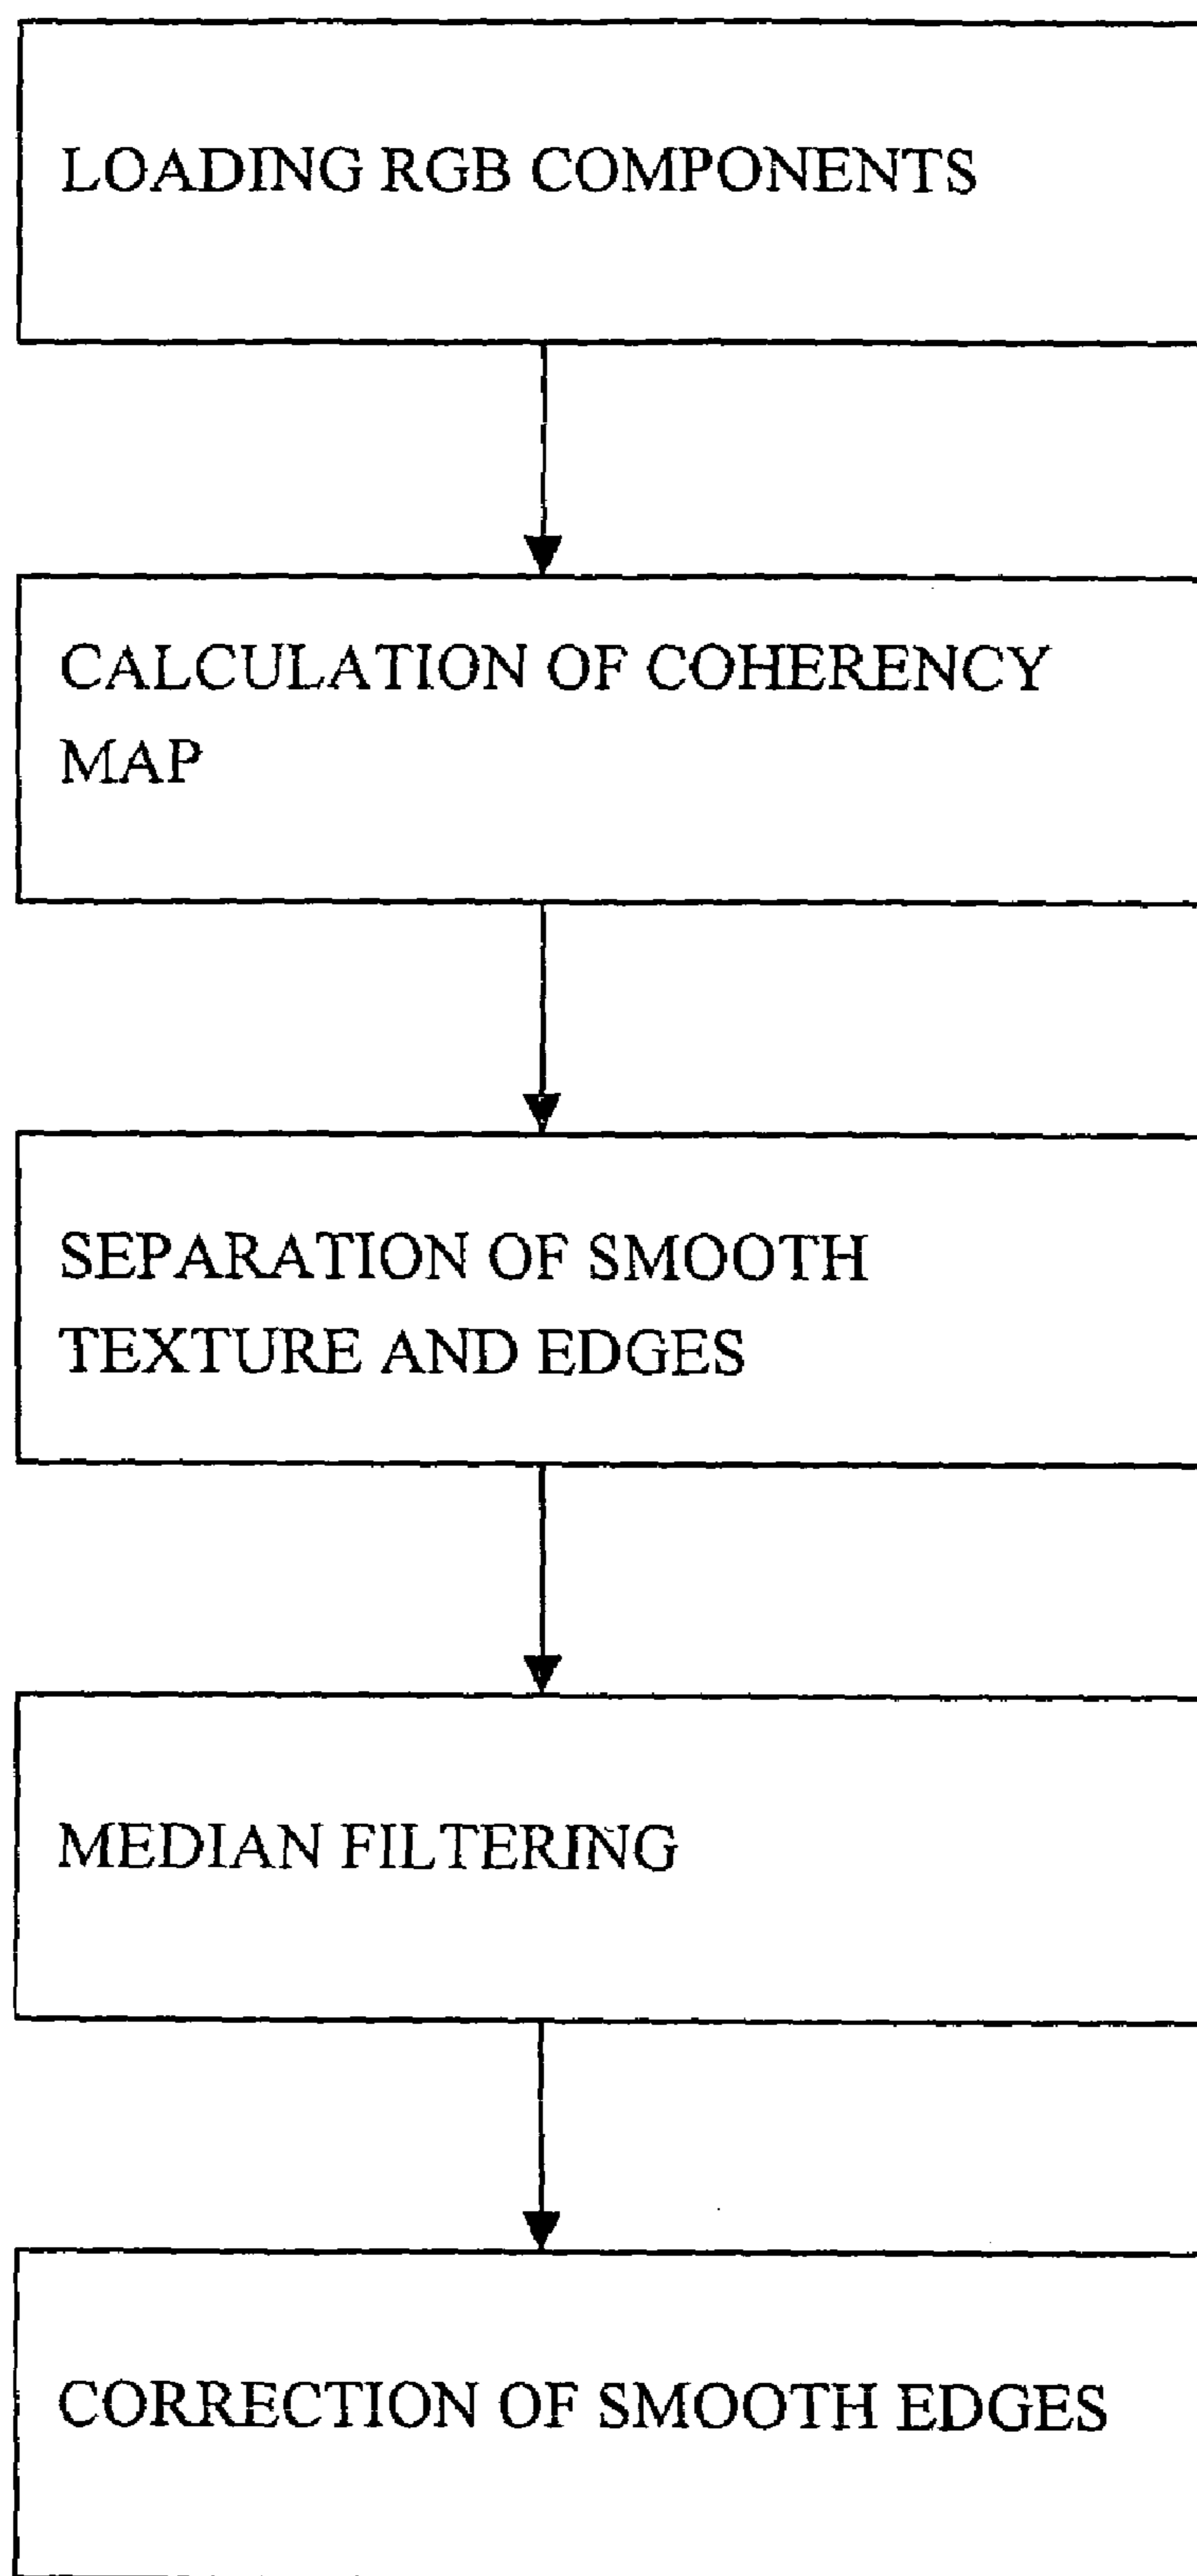 LOADING RGB COMPONENTS
CALCULATION OF COHERENCY
MAP
SEPARATION OF SMOOTH
TEXTURE AND EDGES
MEDIAN FILTERING
CORRECTION OF SMOOTH EDGES